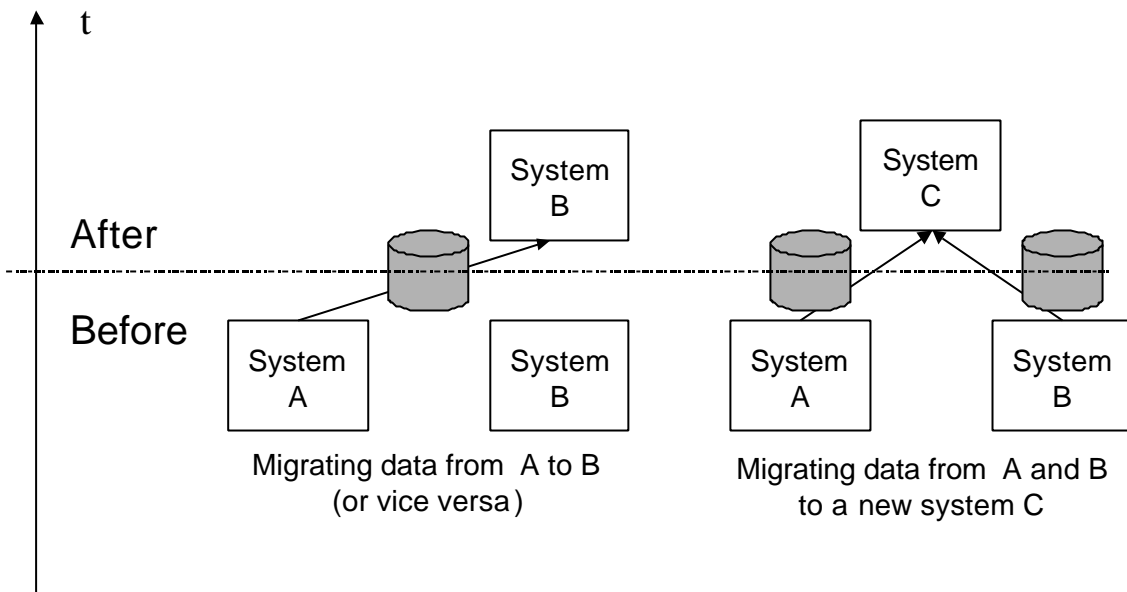 t
After
Before
System
B
System
A
System
B
Migrating data from A to B
(or vice versa)
System
C
System
A
System
B
Migrating data from A and B
to a new system C